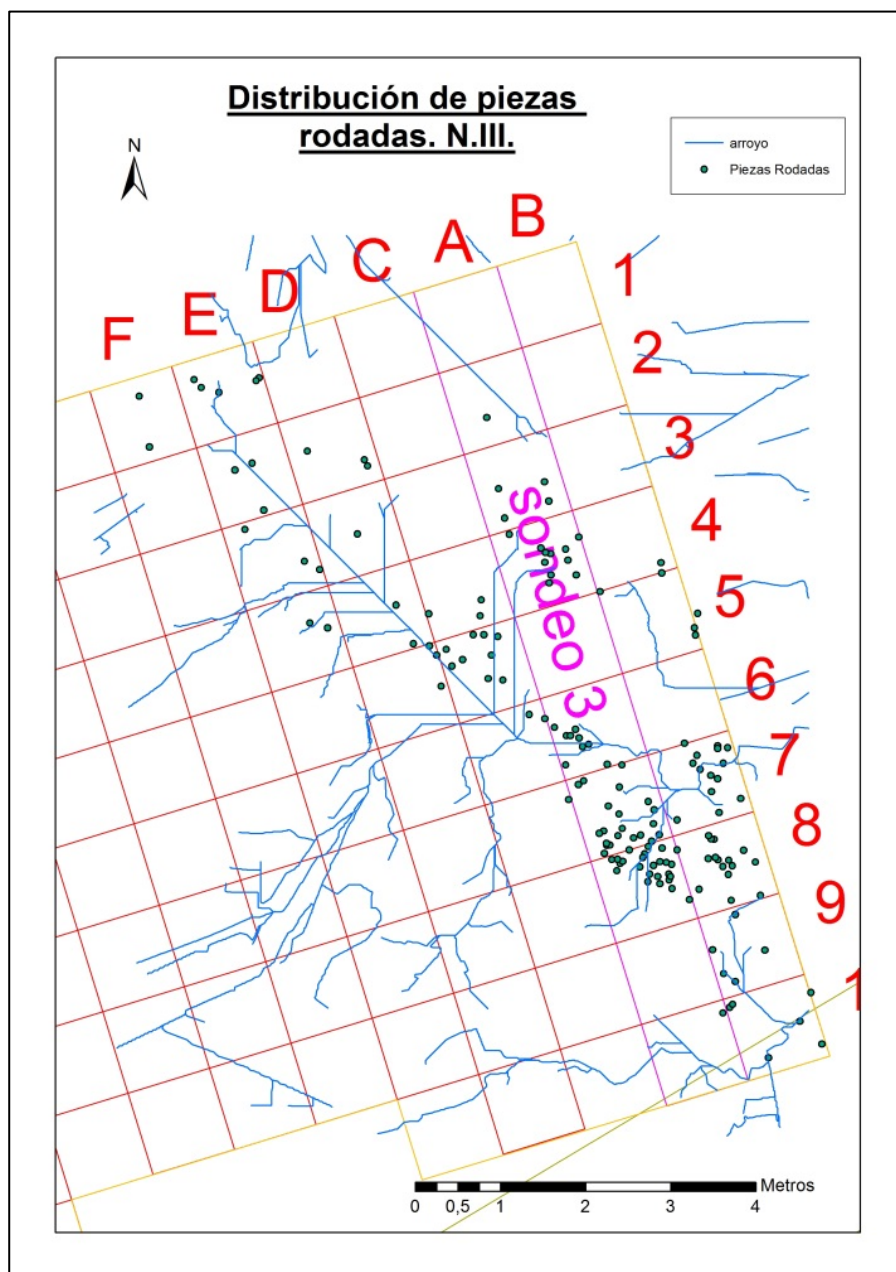 Distribución de piezas
rodadas. N.III.
N
arroyo
Piezas Rodadas
B
A
C
D
E
F
1
2
3
4
5
6
7
8
9
1
sondeo 3
Metros
0 0,5 1 2 3 4